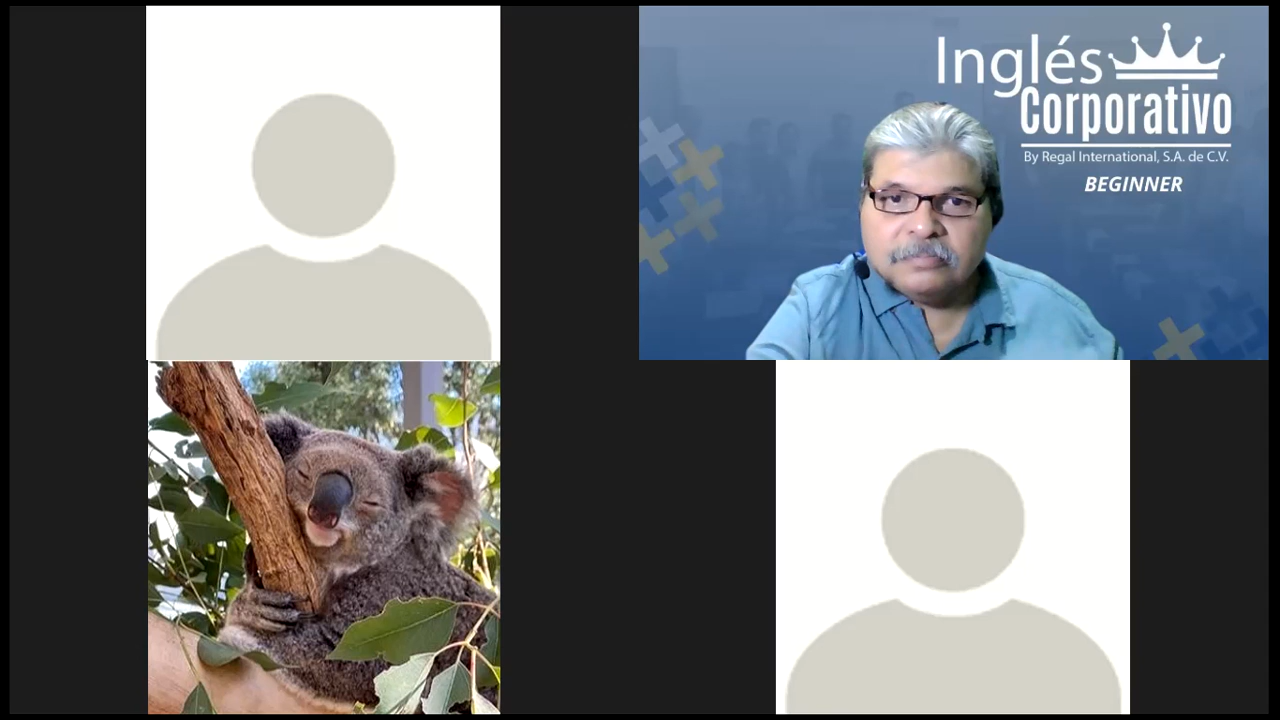 Inglés
Corporativo
By Regal International, S.A. de C.V.
BEGINNER